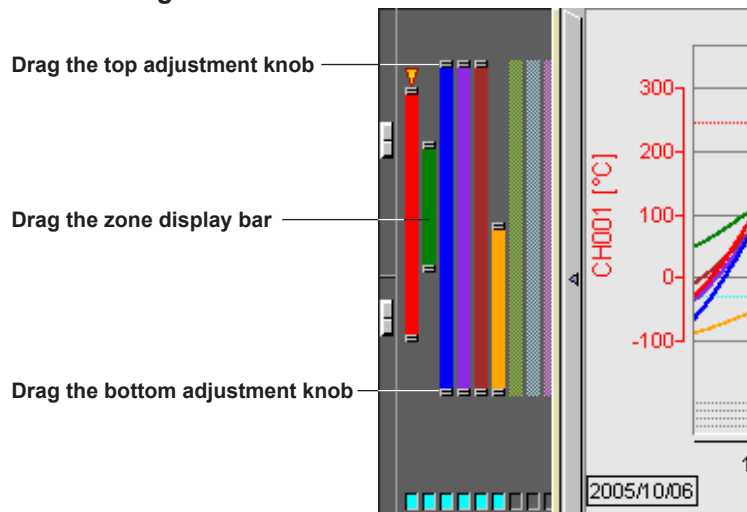 Drag the top adjustment knob
Drag the zone display bar
Drag the bottom adjustment knob
300
200
100
0
-100
CH001 [°C]
2005/10/06